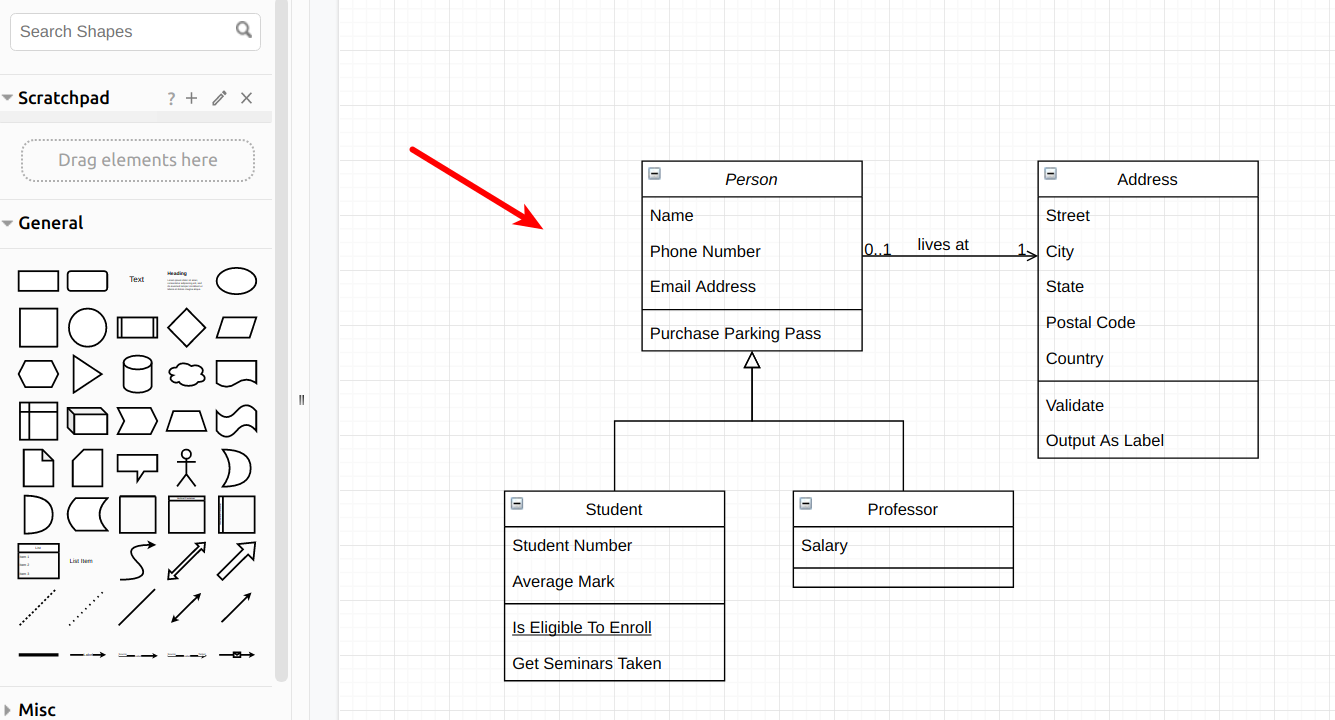 Search Shapes
Scratchpad
?
Drag elements here
General
Text
Heading
List Item
Misc
Person
Name
Phone Number
Email Address
Purchase Parking Pass
0..1 lives at 1
Address
Street
City
State
Postal Code
Country
Validate
Output As Label
Student
Student Number
Average Mark
Is Eligible To Enroll
Get Seminars Taken
Professor
Salary